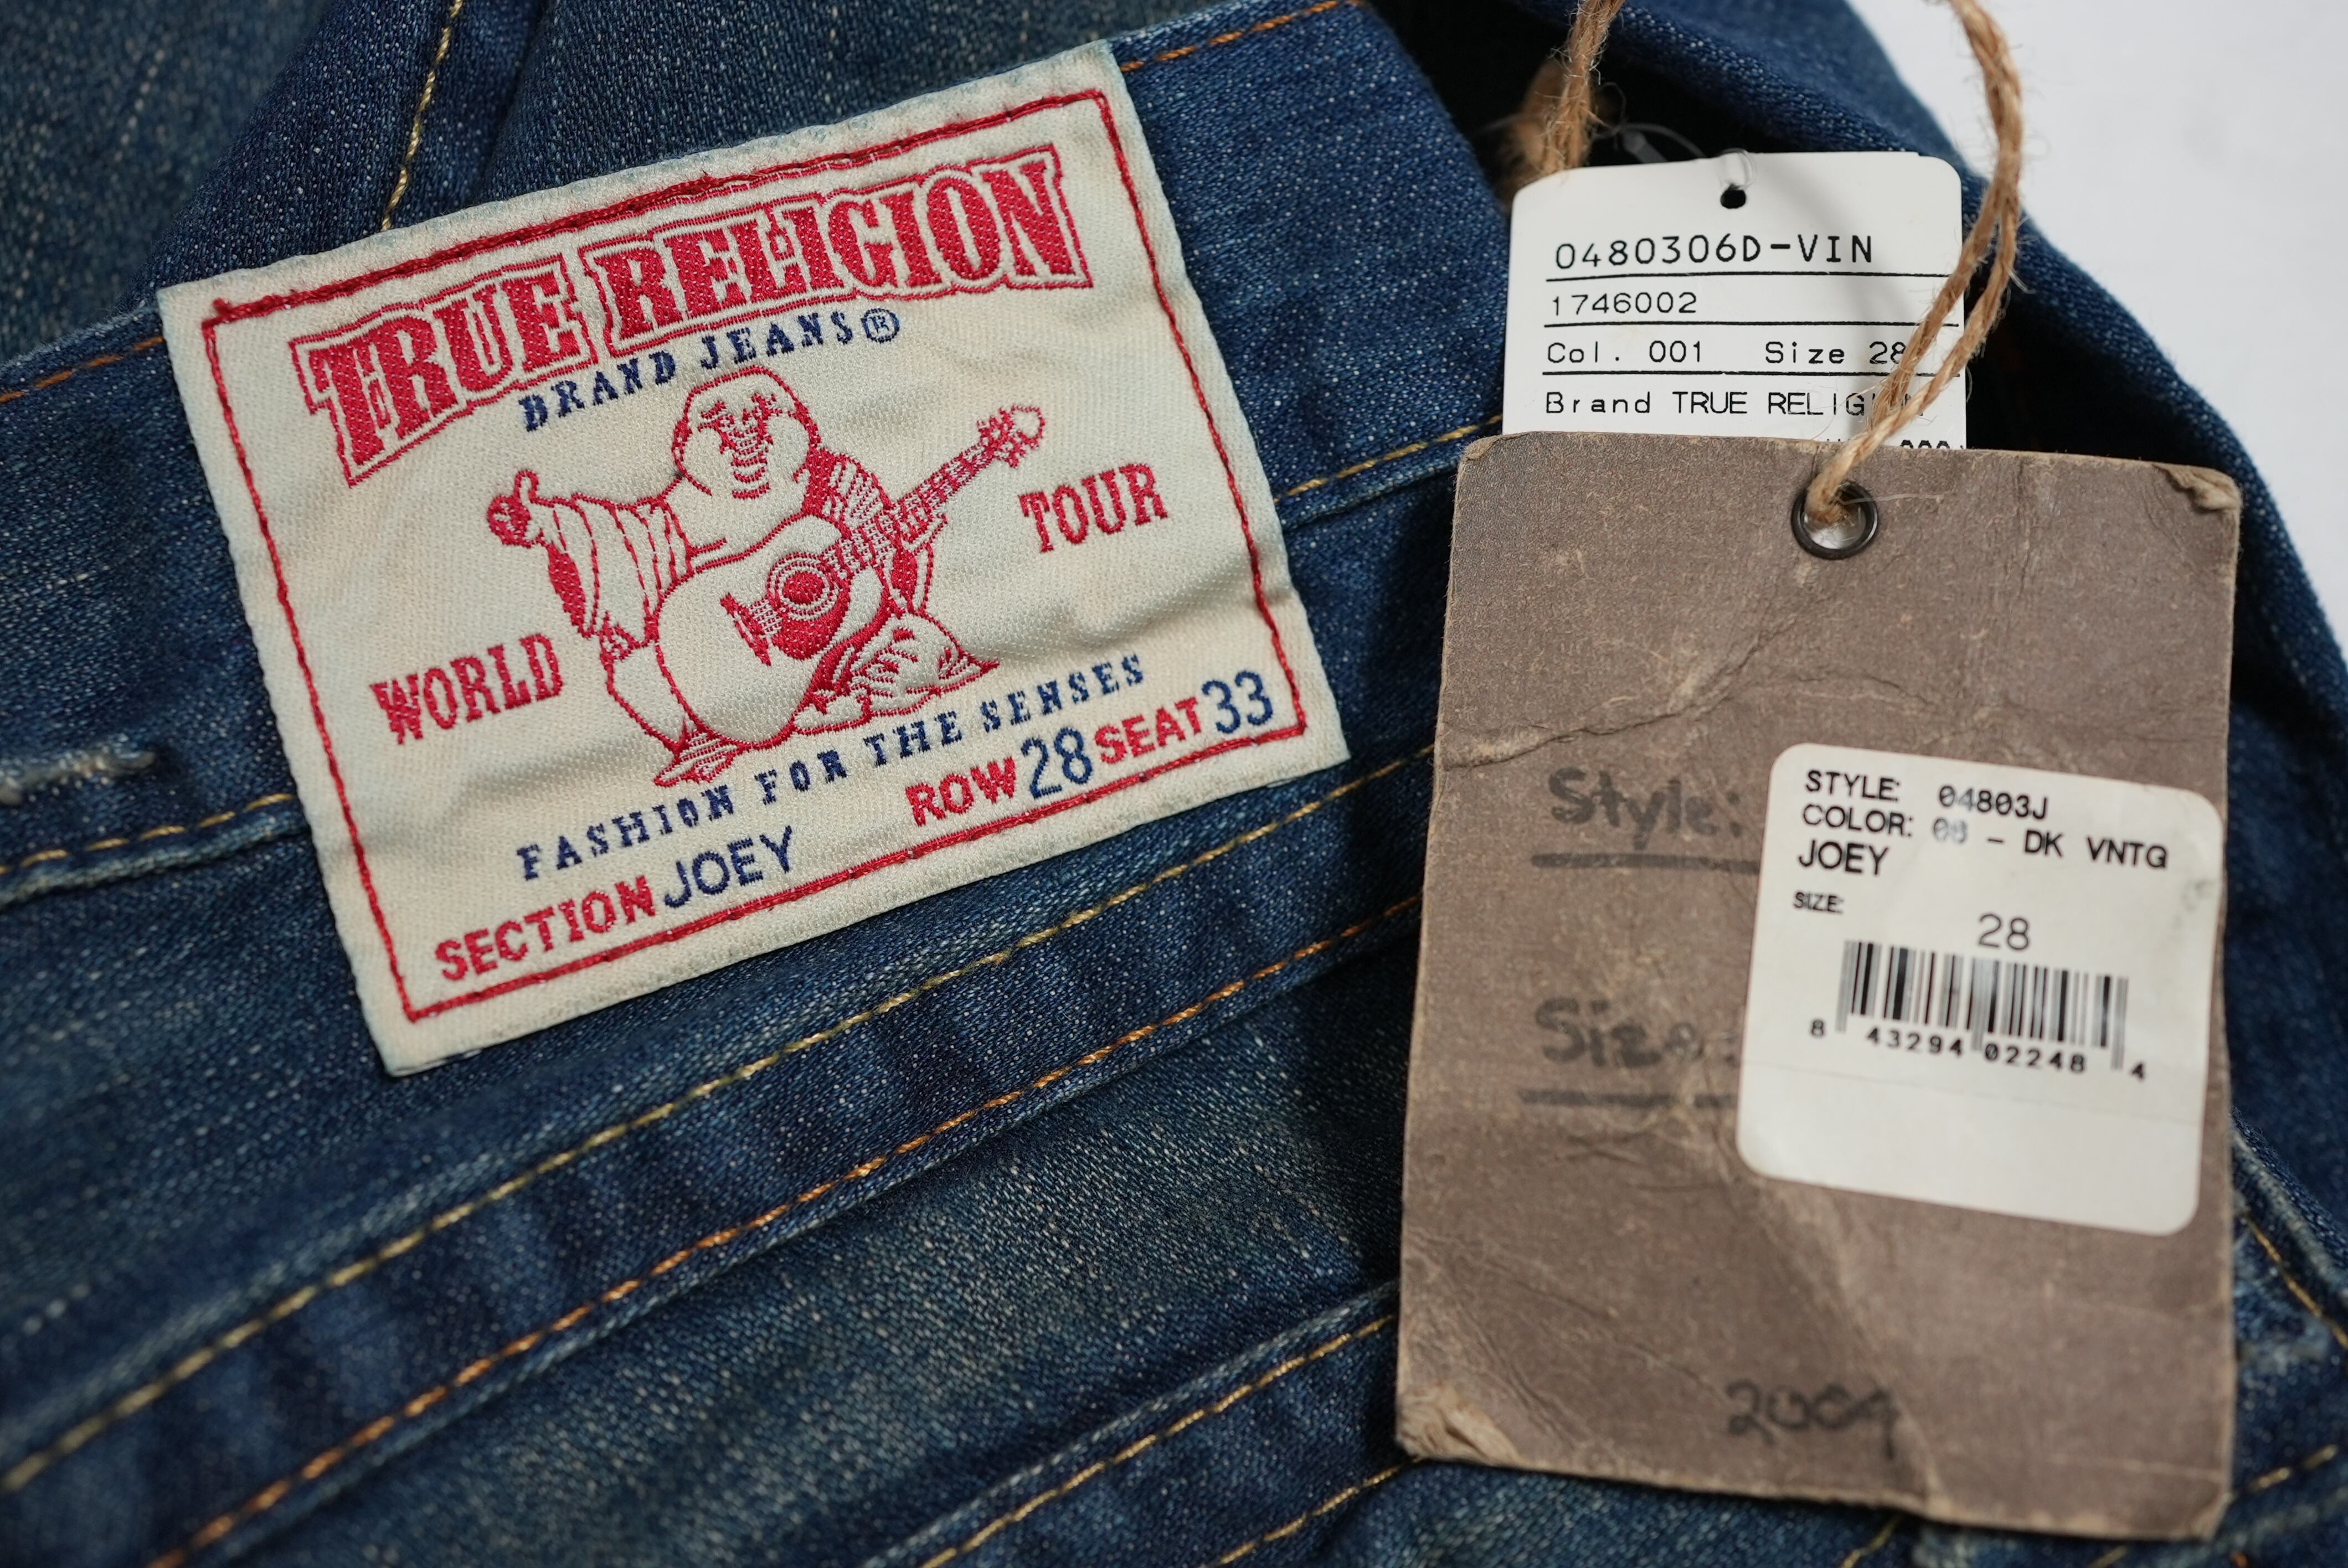 TRUE RELIGION
BRAND JEANS®
WORLD TOUR
FASHION FOR THE SENSES
SECTION JOEY ROW 28 SEAT 33
0480306D-VIN
1746002
Col. 001 Size 28
Brand TRUE
Style:
Size:
STYLE: 04803J
COLOR: - DK VNTG
JOEY
SIZE:
28
8 43294 02248 4
2009